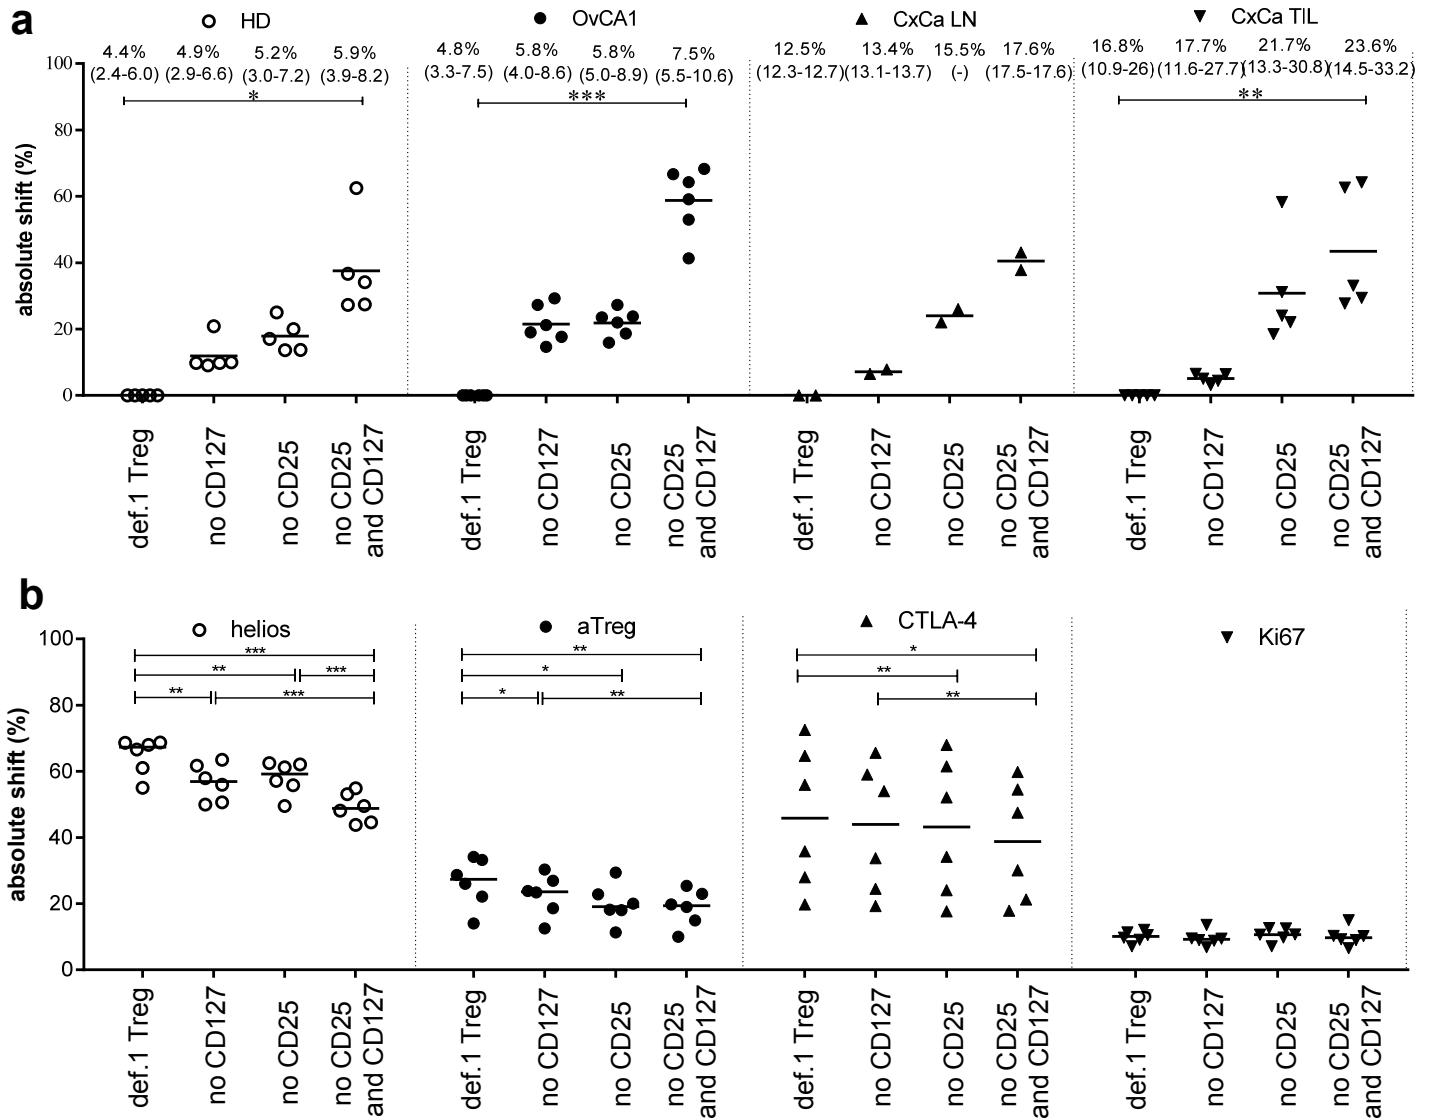 a
HD
OvCA1
CxCa LN
CxCa TIL
4.4% 4.9% 5.2% 5.9% 4.8% 5.8% 5.8% 7.5% 12.5% 13.4% 15.5% 17.6% 16.8% 17.7% 21.7% 23.6%
(2.4-6.0) (2.9-6.6) (3.0-7.2) (3.9-8.2) (3.3-7.5) (4.0-8.6) (5.0-8.9) (5.5-10.6) (12.3-12.7) (13.1-13.7) (-) (17.5-17.6) (10.9-26) (11.6-27.7) (13.3-30.8) (14.5-33.2)
* *** **
absolute shift (%)
100
80
60
40
20
0
def.1 Treg
no CD127
no CD25
no CD25
and CD127
def.1 Treg
no CD127
no CD25
no CD25
and CD127
def.1 Treg
no CD127
no CD25
no CD25
and CD127
def.1 Treg
no CD127
no CD25
no CD25
and CD127
b
helios
aTreg
CTLA-4
Ki67
*** ** *
** *** * **
** *** * ** **
absolute shift (%)
100
80
60
40
20
0
def.1 Treg
no CD127
no CD25
no CD25
and CD127
def.1 Treg
no CD127
no CD25
no CD25
and CD127
def.1 Treg
no CD127
no CD25
no CD25
and CD127
def.1 Treg
no CD127
no CD25
no CD25
and CD127